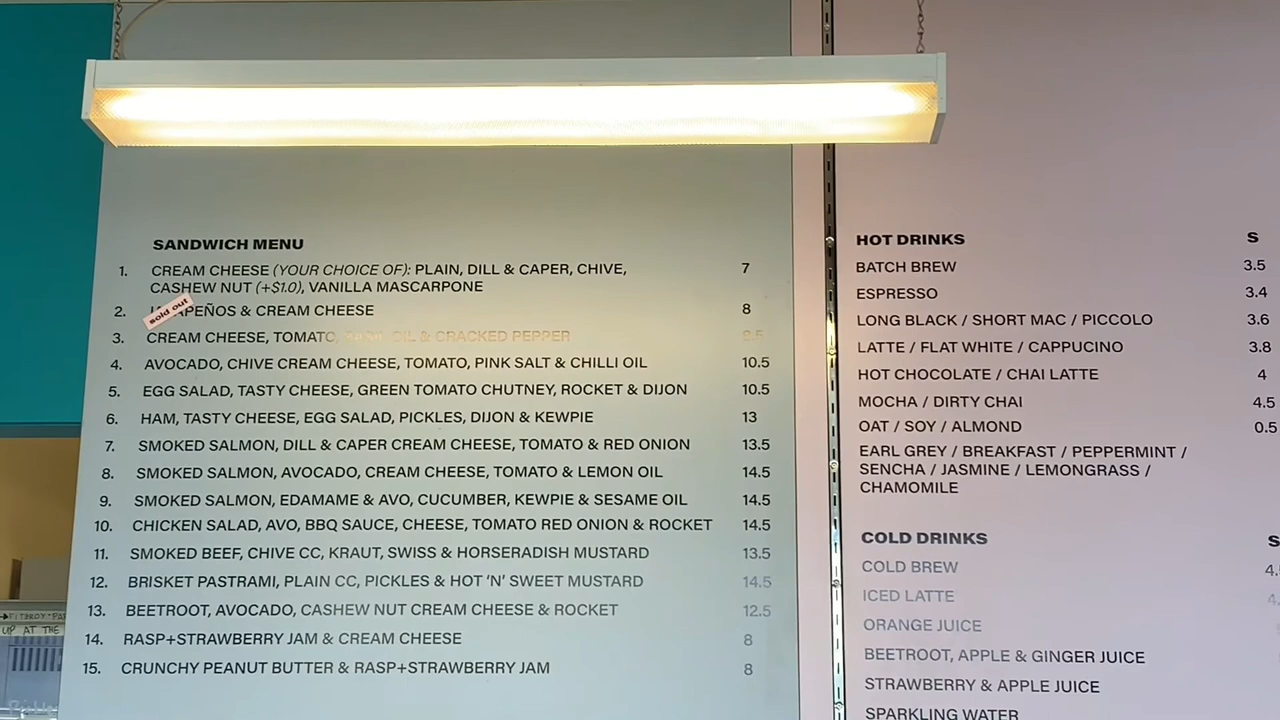 SANDWICH MENU
1. CREAM CHEESE (YOUR CHOICE OF): PLAIN, DILL & CAPER, CHIVE, 7
CASHEW NUT (+$1.0), VANILLA MASCARPONE
sold out
2. & CREAM CHEESE 8
3. CREAM CHEESE, TOMATO, OIL & CRACKED PEPPER
4. AVOCADO, CHIVE CREAM CHEESE, TOMATO, PINK SALT & CHILLI OIL 10.5
5. EGG SALAD, TASTY CHEESE, GREEN TOMATO CHUTNEY, ROCKET & DIJON 10.5
6. HAM, TASTY CHEESE, EGG SALAD, PICKLES, DIJON & KEWPIE 13
7. SMOKED SALMON, DILL & CAPER CREAM CHEESE, TOMATO & RED ONION 13.5
8. SMOKED SALMON, AVOCADO, CREAM CHEESE, TOMATO & LEMON OIL 14.5
9. SMOKED SALMON, EDAMAME & AVO, CUCUMBER, KEWPIE & SESAME OIL 14.5
10. CHICKEN SALAD, AVO, BBQ SAUCE, CHEESE, TOMATO RED ONION & ROCKET 14.5
11. SMOKED BEEF, CHIVE CC, KRAUT, SWISS & HORSERADISH MUSTARD 13.5
12. BRISKET PASTRAMI, PLAIN CC, PICKLES & HOT 'N' SWEET MUSTARD 14.5
13. BEETROOT, AVOCADO, CASHEW NUT CREAM CHEESE & ROCKET 12.5
14. RASP+STRAWBERRY JAM & CREAM CHEESE 8
15. CRUNCHY PEANUT BUTTER & RASP+STRAWBERRY JAM 8
HOT DRINKS S
BATCH BREW 3.5
ESPRESSO 3.4
LONG BLACK / SHORT MAC / PICCOLO 3.6
LATTE / FLAT WHITE / CAPPUCINO 3.8
HOT CHOCOLATE / CHAI LATTE 4
MOCHA / DIRTY CHAI 4.5
OAT / SOY / ALMOND 0.5
EARL GREY / BREAKFAST / PEPPERMINT /
SENCHA / JASMINE / LEMONGRASS /
CHAMOMILE
COLD DRINKS S
COLD BREW
ICED LATTE
ORANGE JUICE
BEETROOT, APPLE & GINGER JUICE
STRAWBERRY & APPLE JUICE
SPARKLING WATER
UP AT THE